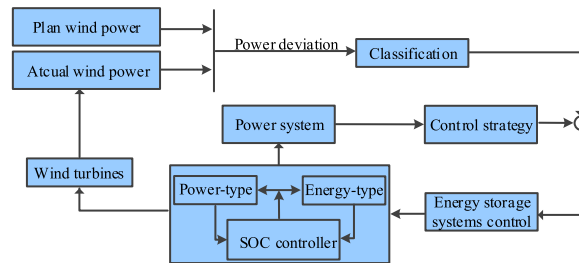 Plan wind power
Atcual wind power
Power deviation
Classification
Power system
Control strategy
Wind turbines
Power-type
Energy-type
SOC controller
Energy storage
systems control